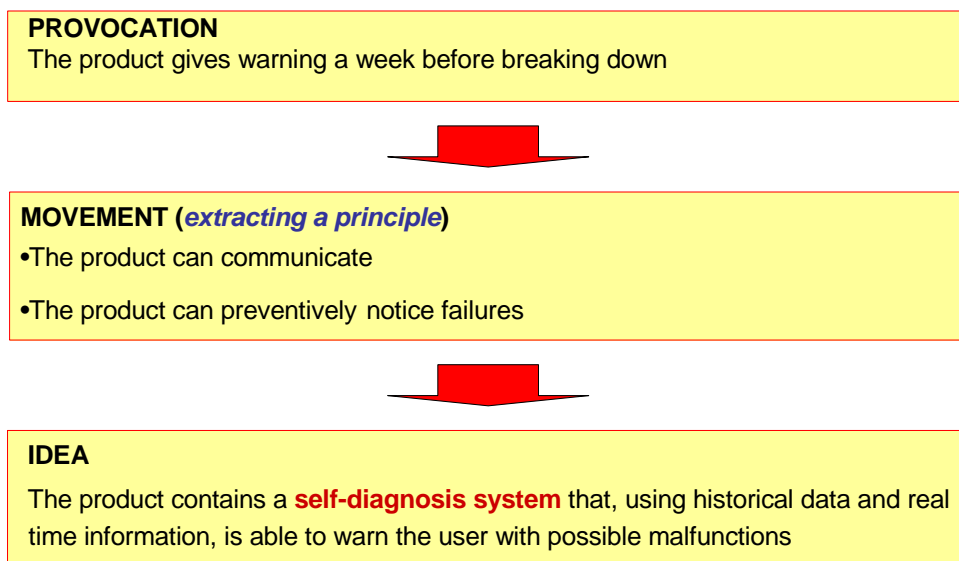 PROVOCATION
The product gives warning a week before breaking down
MOVEMENT (extracting a principle)
•The product can communicate
•The product can preventively notice failures
IDEA
The product contains a self-diagnosis system that, using historical data and real
time information, is able to warn the user with possible malfunctions